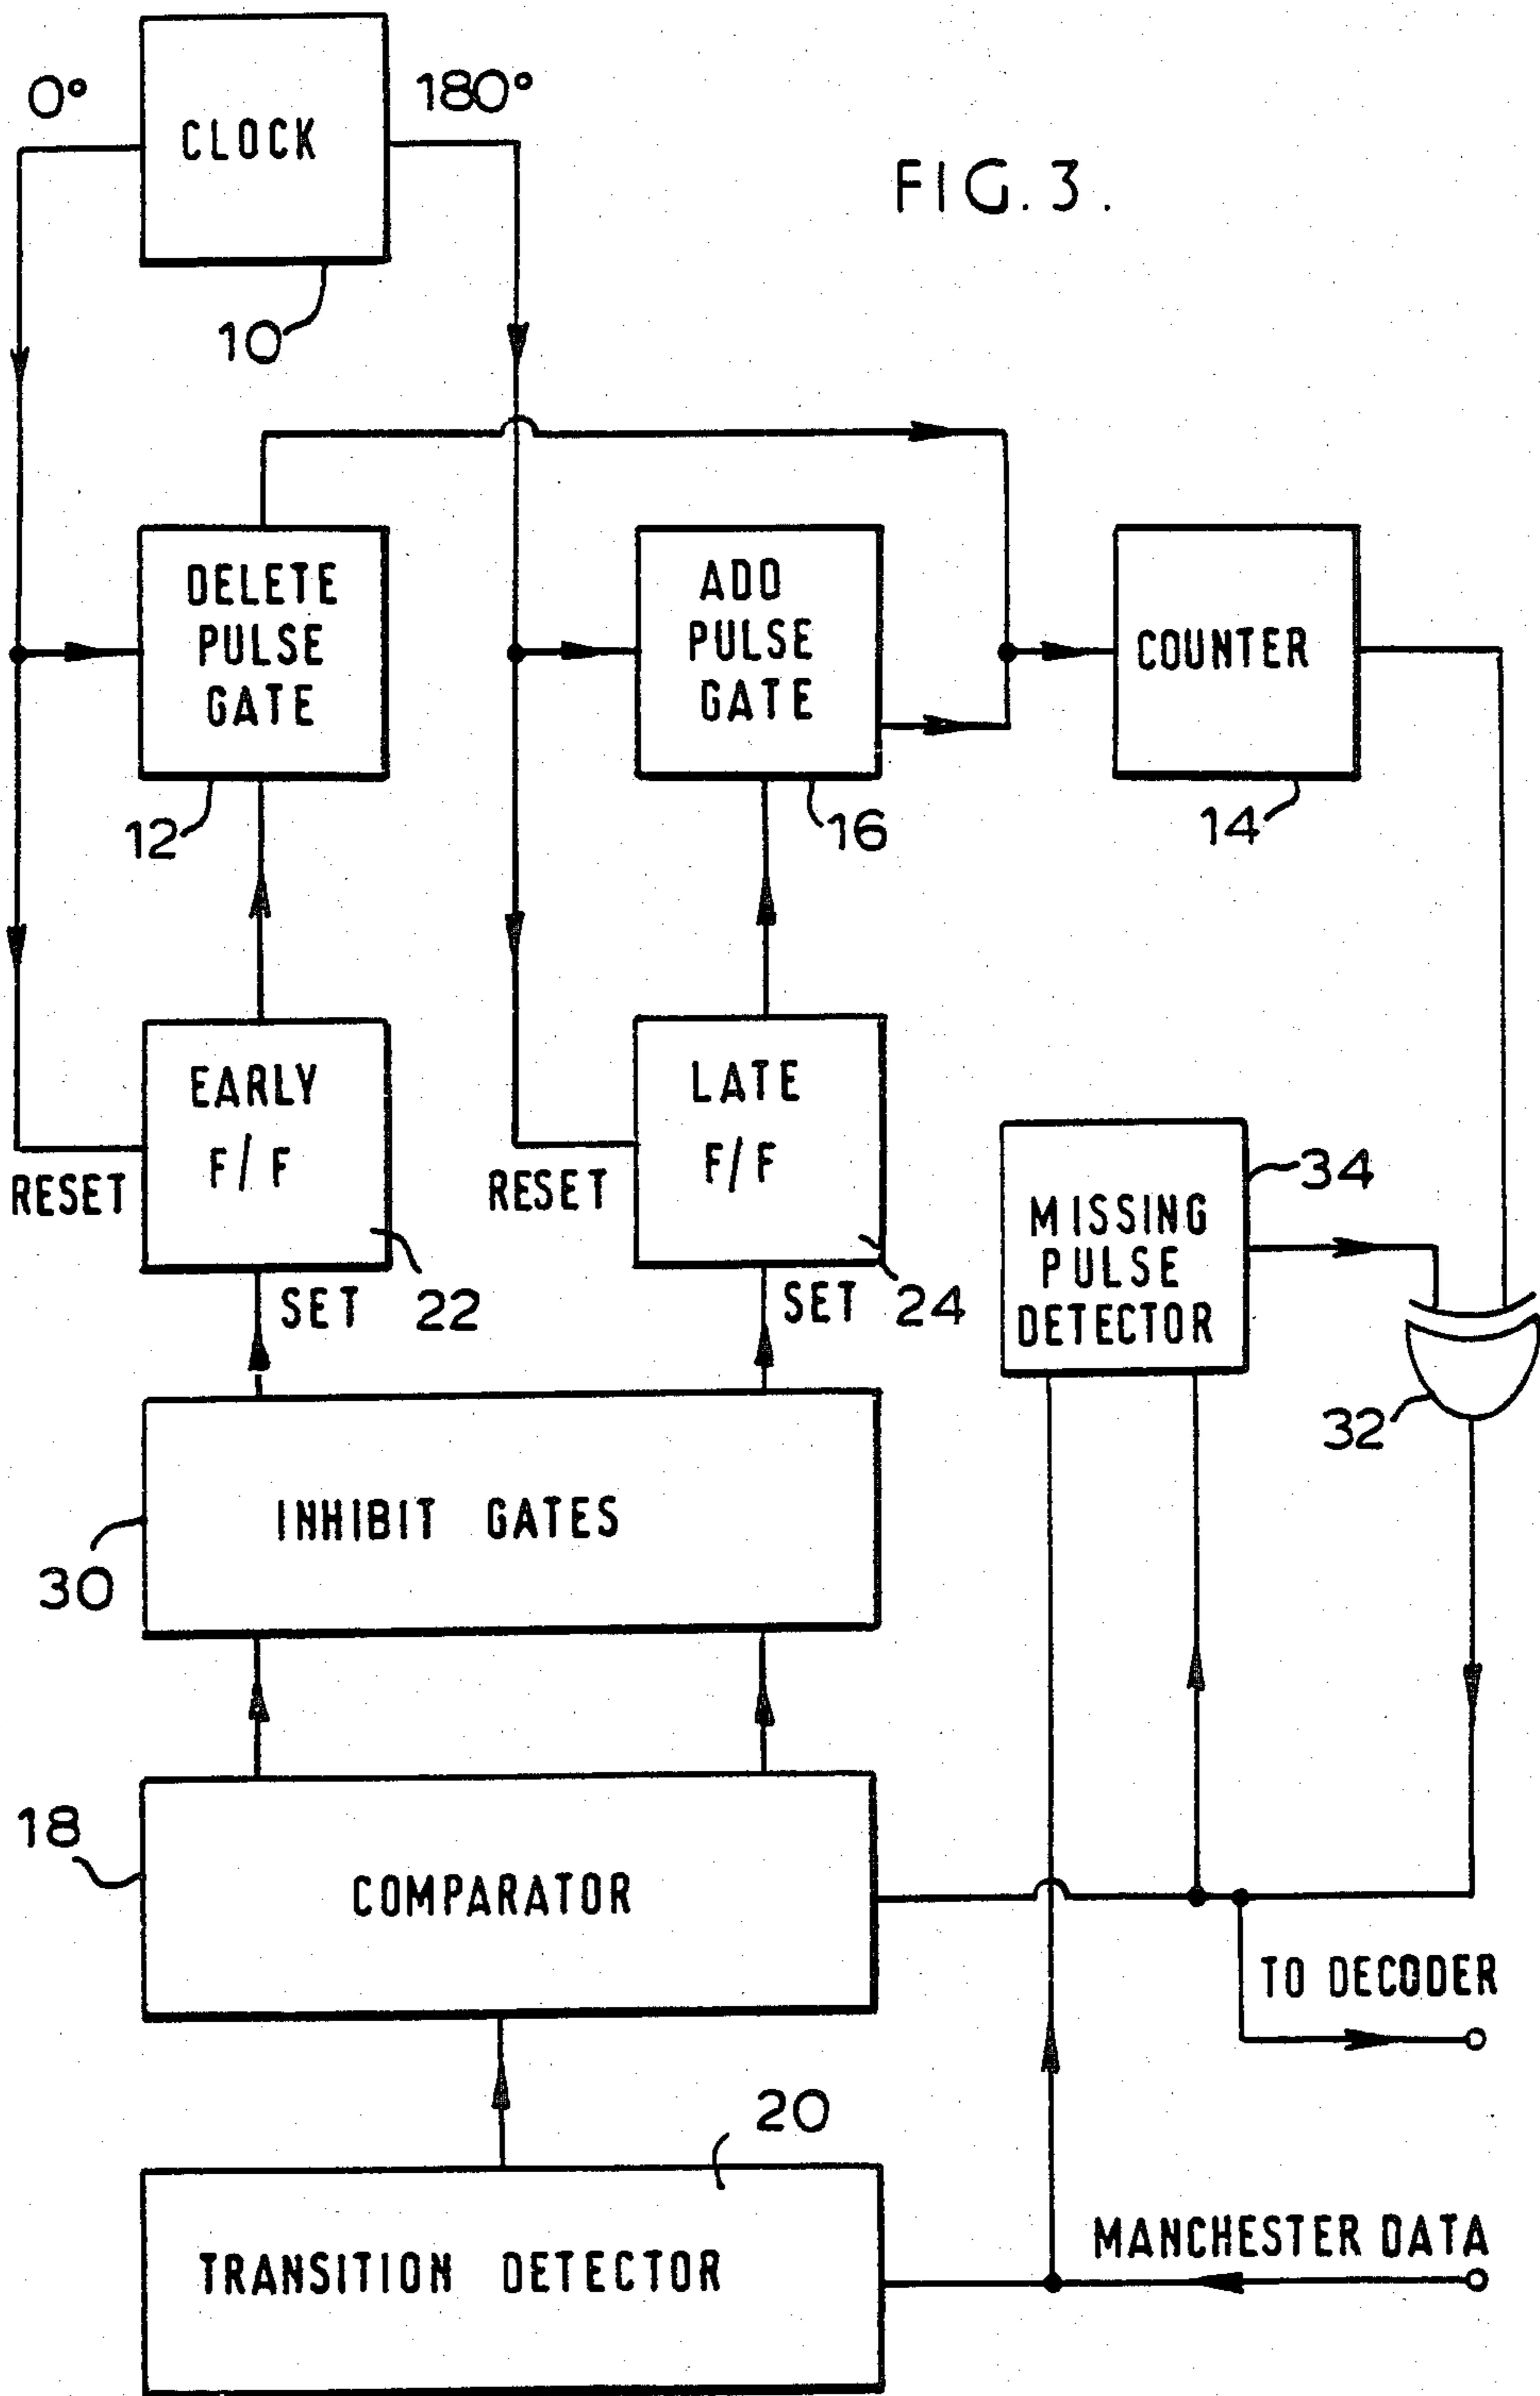 0° 180°
CLOCK
FIG. 3.
10
DELETE
PULSE
GATE
ADD
PULSE
GATE
COUNTER
12
16
14
EARLY
F/F
LATE
F/F
RESET
RESET
34
MISSING
PULSE
DETECTOR
SET 22
SET 24
32
INHIBIT GATES
30
18
COMPARATOR
TO DECODER
20
MANCHESTER DATA
TRANSITION DETECTOR